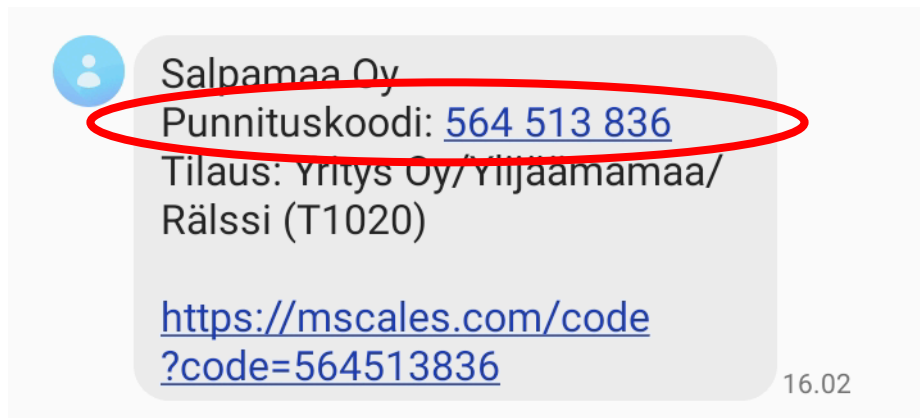 Salpamaa Oy
Punnituskoodi: 564 513 836
Tilaus: Yritys Oy/Ylijäämamaa/
Rälssi (T1020)
https://mscales.com/code
?code=564513836
16.02